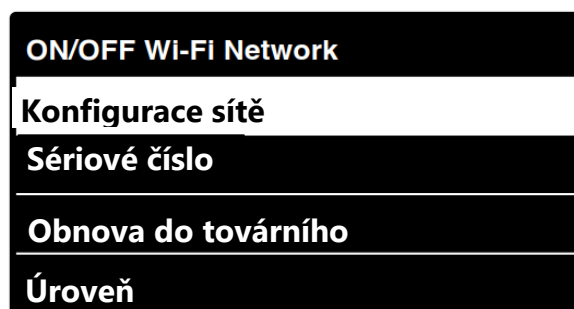 ON/OFF Wi-Fi Network
Konfigurace sítě
Sériové číslo
Obnova do továrního
Úroveň